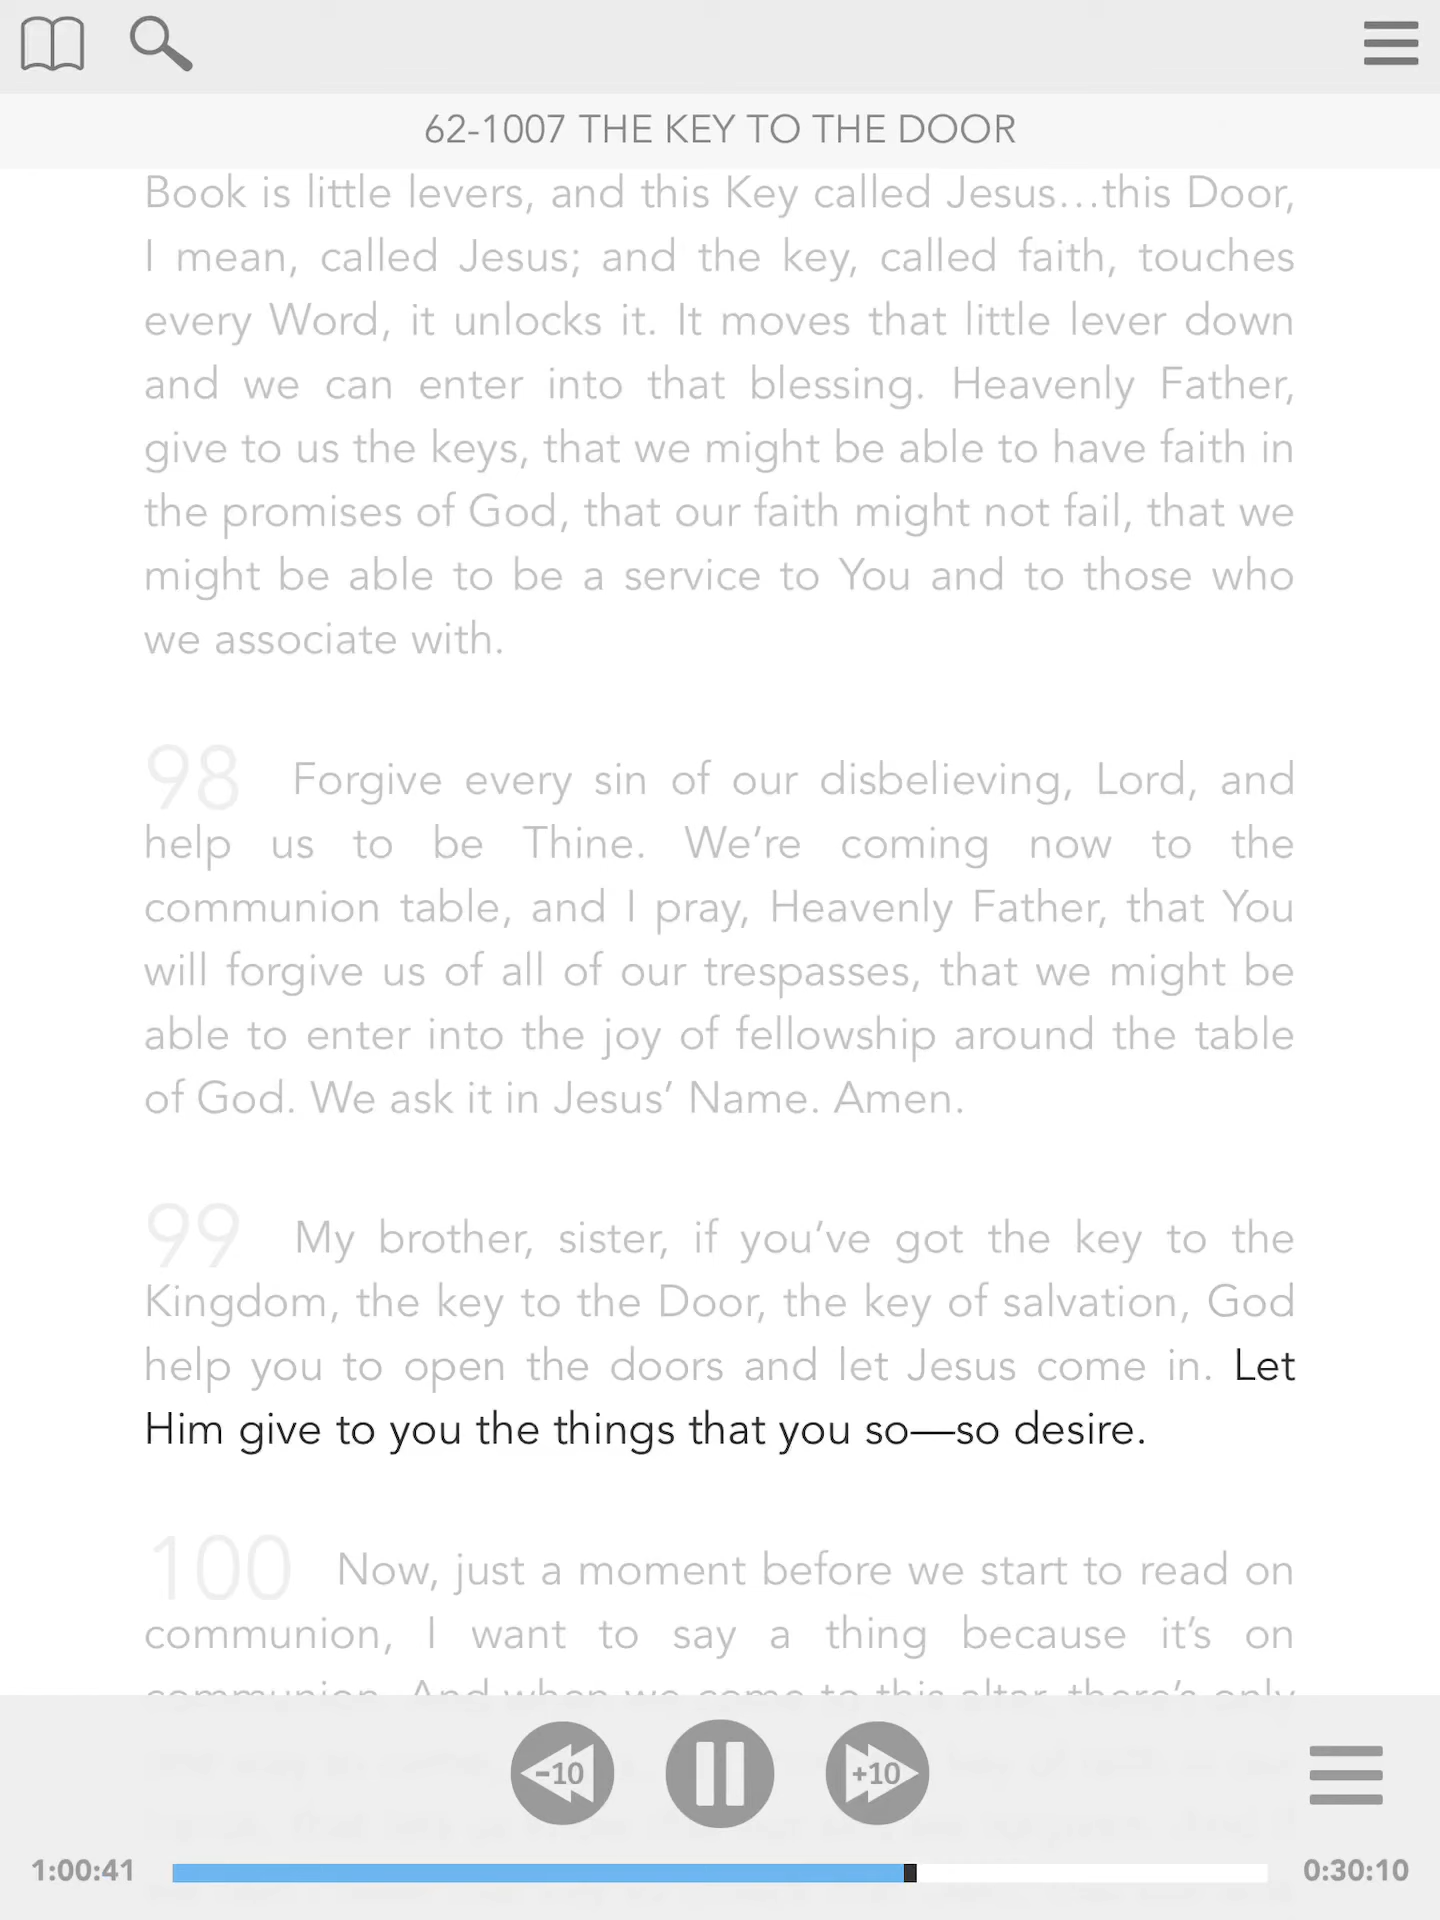 62-1007 THE KEY TO THE DOOR
Book is little levers, and this Key called Jesus…this Door,
I mean, called Jesus; and the key, called faith, touches
every Word, it unlocks it. It moves that little lever down
and we can enter into that blessing. Heavenly Father,
give to us the keys, that we might be able to have faith in
the promises of God, that our faith might not fail, that we
might be able to be a service to You and to those who
we associate with.
98 Forgive every sin of our disbelieving, Lord, and
help us to be Thine. We’re coming now to the
communion table, and I pray, Heavenly Father, that You
will forgive us of all of our trespasses, that we might be
able to enter into the joy of fellowship around the table
of God. We ask it in Jesus’ Name. Amen.
99 My brother, sister, if you’ve got the key to the
Kingdom, the key to the Door, the key of salvation, God
help you to open the doors and let Jesus come in. Let
Him give to you the things that you so—so desire.
100 Now, just a moment before we start to read on
communion, I want to say a thing because it’s on
communion. And when we come to this altar, there’s only
-10 +10
1:00:41 0:30:10